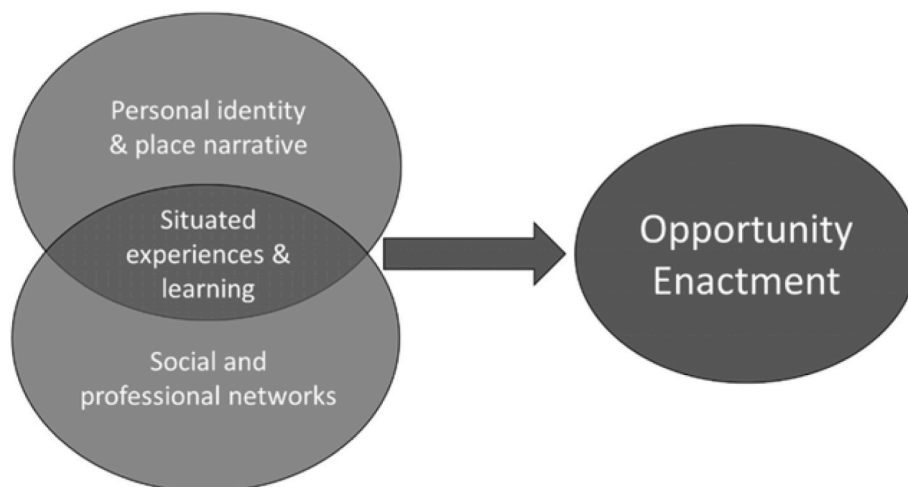 Personal identity
& place narrative
Situated
experiences &
learning
Social and
professional networks
Opportunity
Enactment